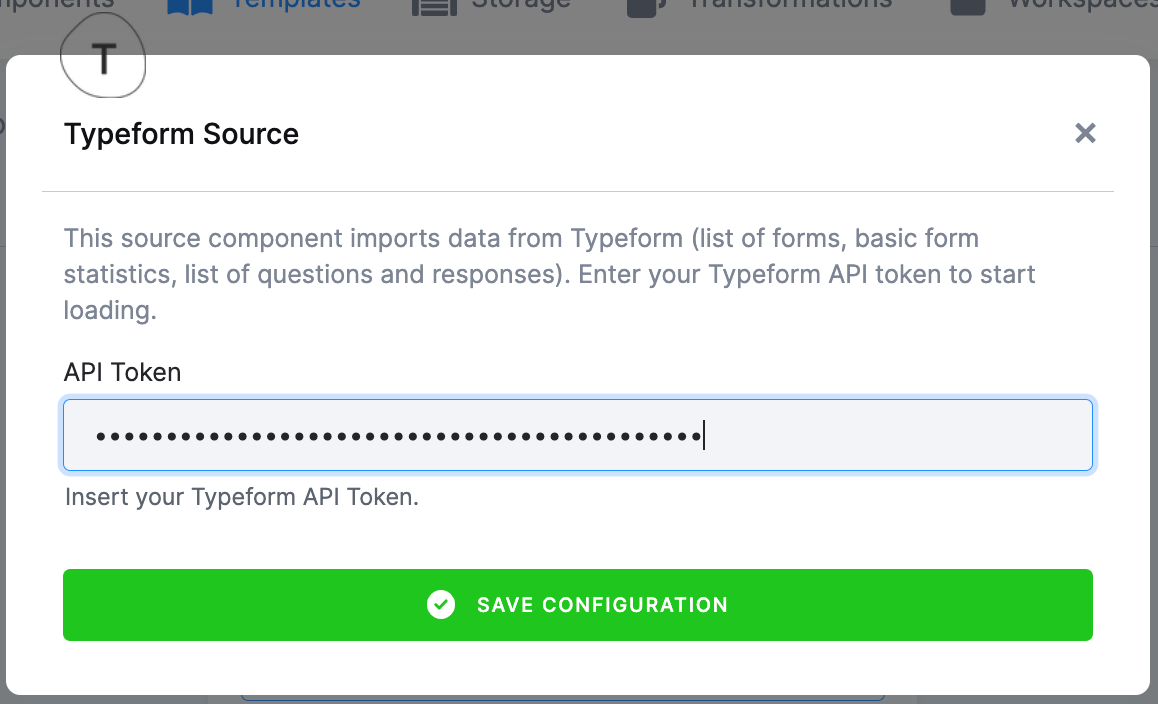 Templates
Storage
Transformations
T
Typeform Source
This source component imports data from Typeform (list of forms, basic form
statistics, list of questions and responses). Enter your Typeform API token to start
loading.
API Token
Insert your Typeform API Token.
SAVE CONFIGURATION